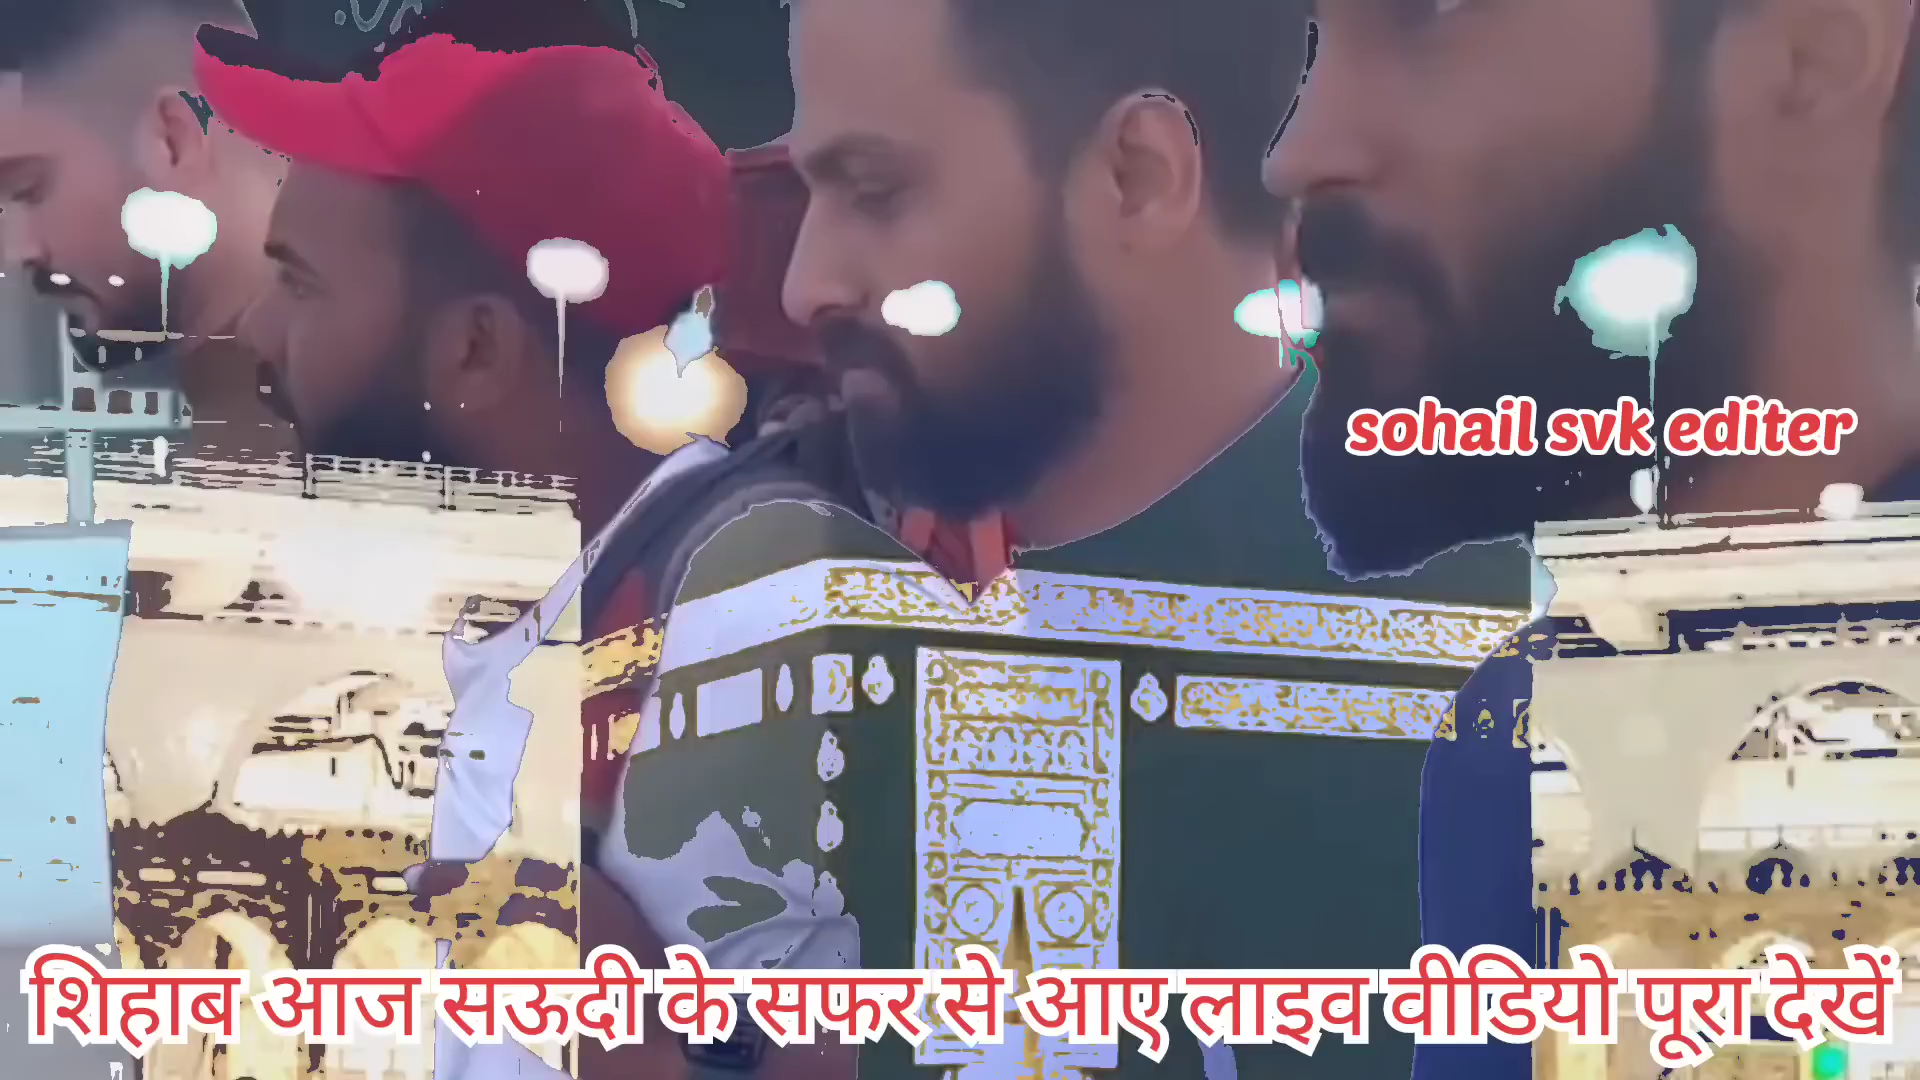 sohail svk editer
शिहाब आज सऊदी के सफर से आए लाइव वीडियो पूरा देखें